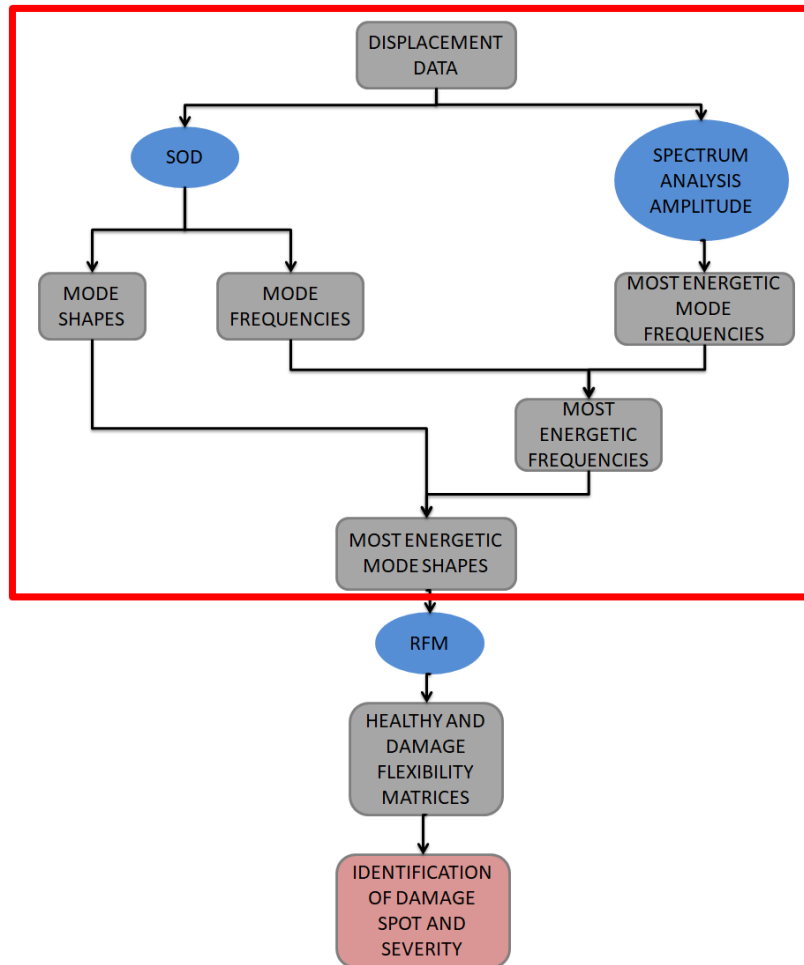 DISPLACEMENT
DATA
SOD
SPECTRUM
ANALYSIS
AMPLITUDE
MODE
SHAPES
MODE
FREQUENCIES
MOST ENERGETIC
MODE
FREQUENCIES
MOST
ENERGETIC
FREQUENCIES
MOST ENERGETIC
MODE SHAPES
RFM
HEALTHY AND
DAMAGE
FLEXIBILITY
MATRICES
IDENTIFICATION
OF DAMAGE
SPOT AND
SEVERITY